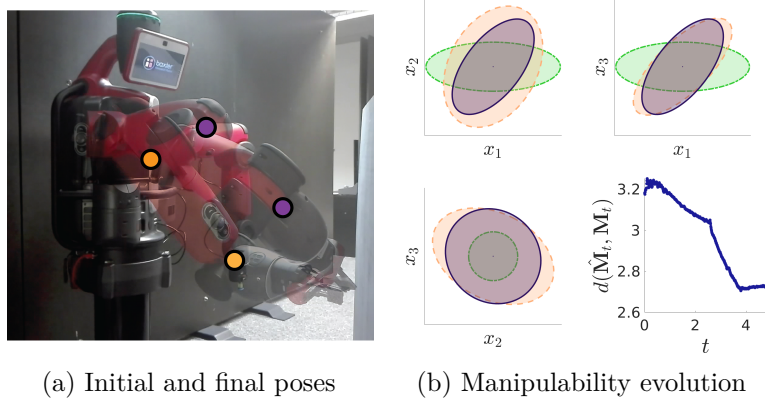 baxter
x₂
x₁
x₃
x₁
x₃
x₂
3.2
3
2.8
2.6
0
2
4
d(M̂ₜ, Mₜ)
t
(a) Initial and final poses
(b) Manipulability evolution